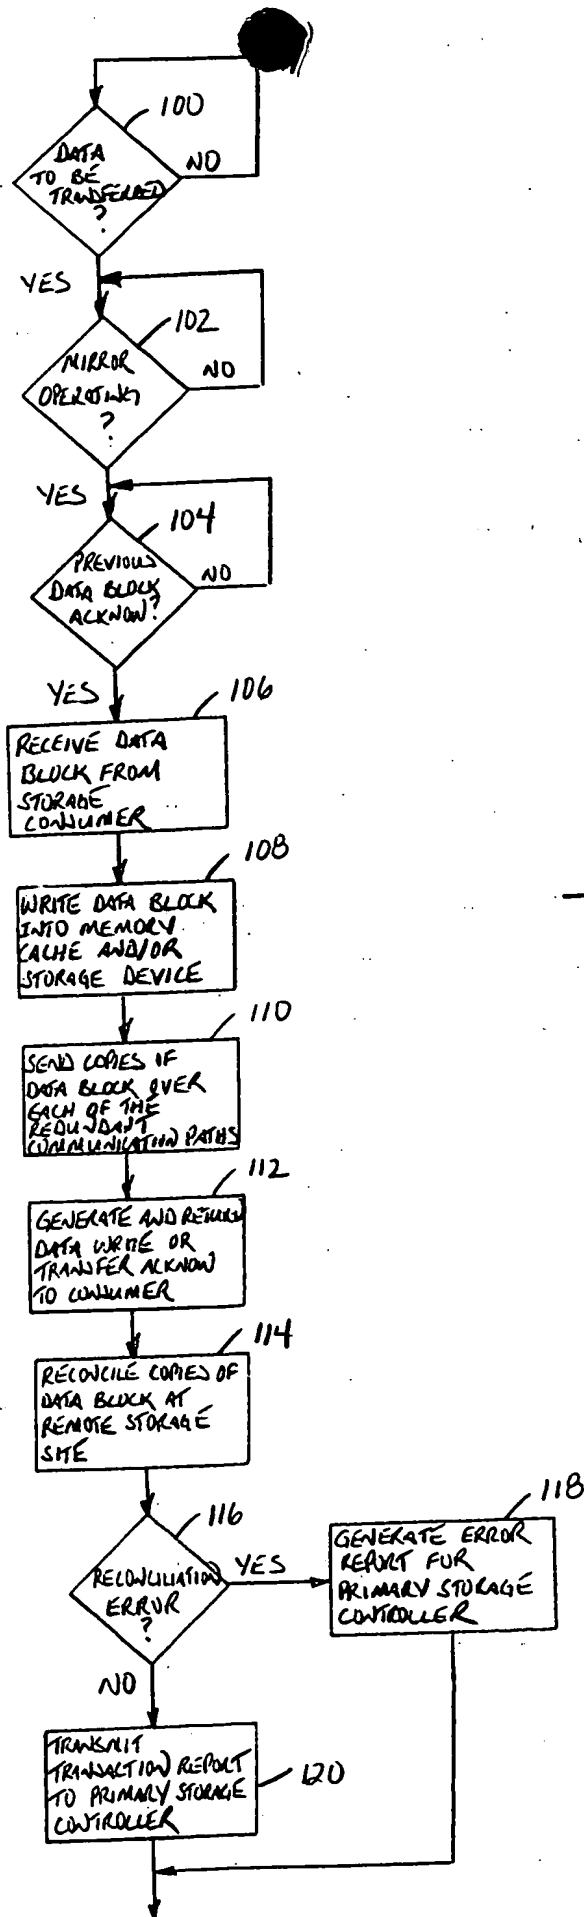 100
DATA
TO BE
TRANSFERRED
?
NO
YES
102
MIRROR
OPERATING
?
NO
YES
104
PREVIOUS
DATA BLOCK
ACKNOW?
NO
YES
106
RECEIVE DATA
BLOCK FROM
STORAGE
CONSUMER
108
WRITE DATA BLOCK
INTO MEMORY
CACHE AND/OR
STORAGE DEVICE
110
SEND COPIES OF
DATA BLOCK OVER
EACH OF THE
REDUNDANT
COMMUNICATION PATHS
112
GENERATE AND RETURN
DATA WRITE OR
TRANSFER ACKNOW
TO CONSUMER
114
RECONCILE COPIES OF
DATA BLOCK AT
REMOTE STORAGE
SITE
116
RECONCILIATION
ERROR
?
YES
118
GENERATE ERROR
REPORT FOR
PRIMARY STORAGE
CONTROLLER
NO
TRANSMIT
TRANSACTION REPORT
TO PRIMARY STORAGE
CONTROLLER
120